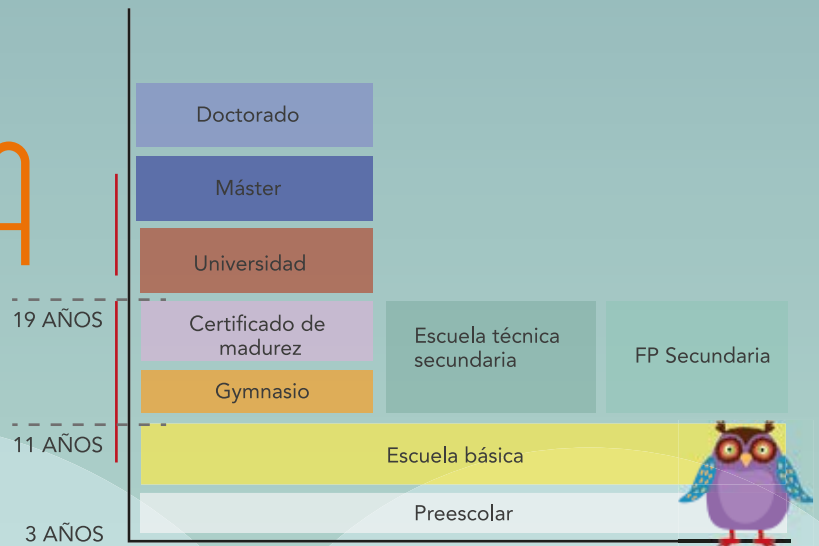 Doctorado
Máster
Universidad
19 AÑOS
Certificado de
madurez
Gymnasio
Escuela técnica
secundaria
FP Secundaria
11 AÑOS
Escuela básica
Preescolar
3 AÑOS
A